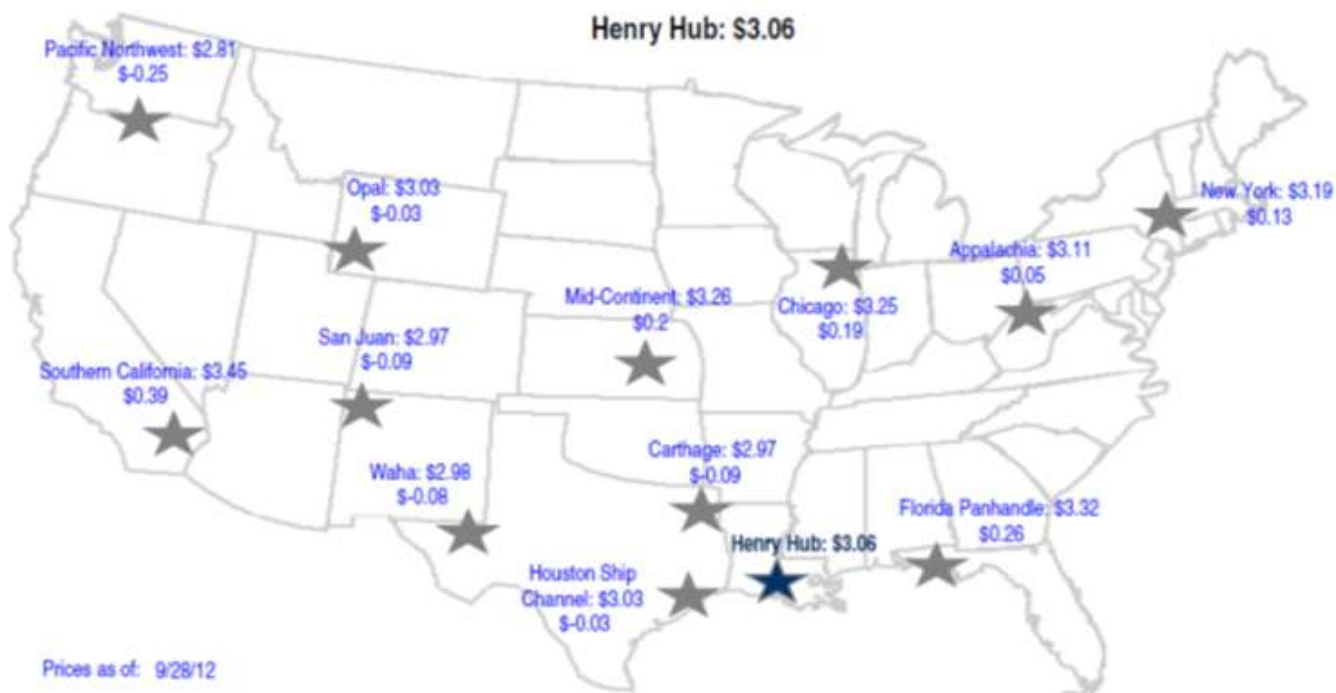 Henry Hub: $3.06
Pacific Northwest: $2.81
$-0.25
Opal: $3.03
$-0.03
New York: $3.19
$0.13
Appalachia: $3.11
$0.05
Mid-Continent: $3.26
$0.2
Chicago: $3.25
$0.19
San Juan: $2.97
$-0.09
Southern California: $3.45
$0.39
Carthage: $2.97
$-0.09
Waha: $2.98
$-0.08
Florida Panhandle: $3.32
$0.26
Henry Hub: $3.06
Houston Ship
Channel: $3.03
$-0.03
Prices as of: 9/28/12